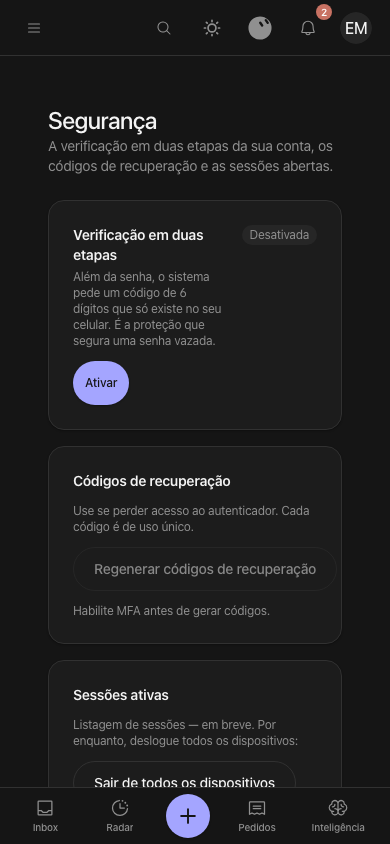 2
EM
Segurança
A verificação em duas etapas da sua conta, os
códigos de recuperação e as sessões abertas.
Verificação em duas
etapas
Desativada
Além da senha, o sistema
pede um código de 6
dígitos que só existe no seu
celular. É a proteção que
segura uma senha vazada.
Ativar
Códigos de recuperação
Use se perder acesso ao autenticador. Cada
código é de uso único.
Regenerar códigos de recuperação
Habilite MFA antes de gerar códigos.
Sessões ativas
Listagem de sessões — em breve. Por
enquanto, deslogue todos os dispositivos:
Sair de todos os dispositivos
Inbox
Radar
Pedidos
Inteligência